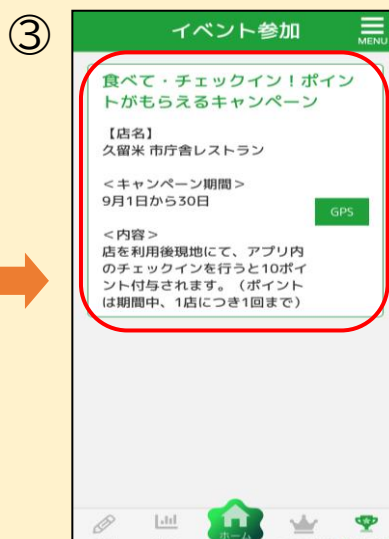 ③
イベント参加
MENU
食べて・チェックイン！ポイン
トがもらえるキャンペーン
【店名】
久留米 市庁舎レストラン
＜キャンペーン期間＞
9月1日から30日
GPS
＜内容＞
店を利用後現地にて、アプリ内
のチェックインを行うと10ポイ
ント付与されます。（ポイント
は期間中、1店につき1回まで）
ホーム